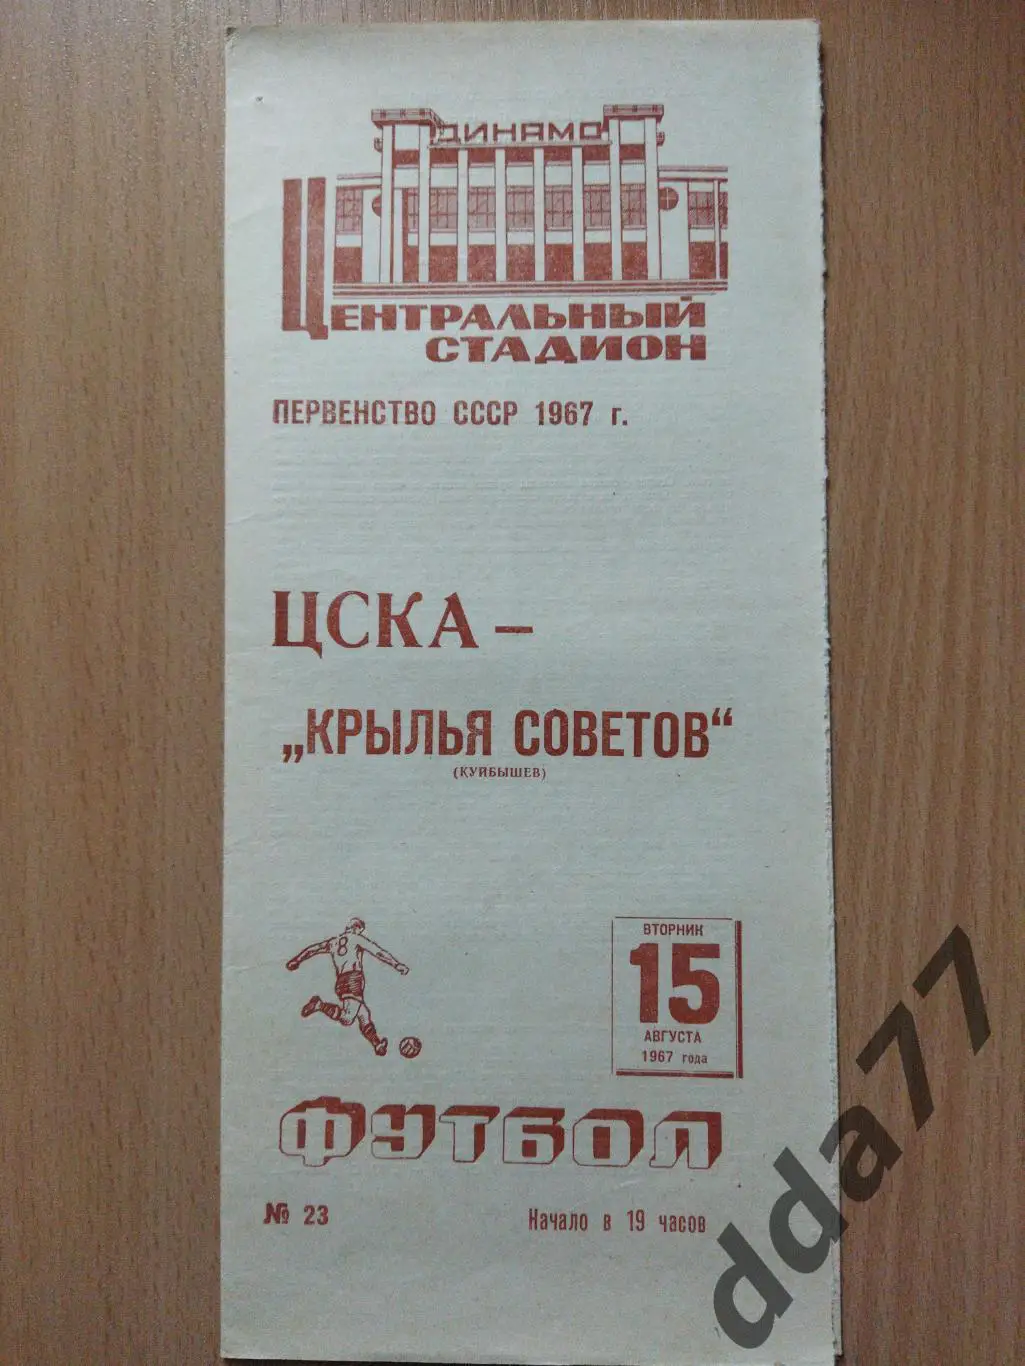 ДИНАМО
ЦЕНТРАЛЬНЫЙ
СТАДИОН
ПЕРВЕНСТВО СССР 1967 г.
ЦСКА –
„КРЫЛЬЯ СОВЕТОВ“
(КУЙБЫШЕВ)
8
ВТОРНИК
15
АВГУСТА
1967 года
ФУТБОЛ
№ 23
Начало в 19 часов
dda77